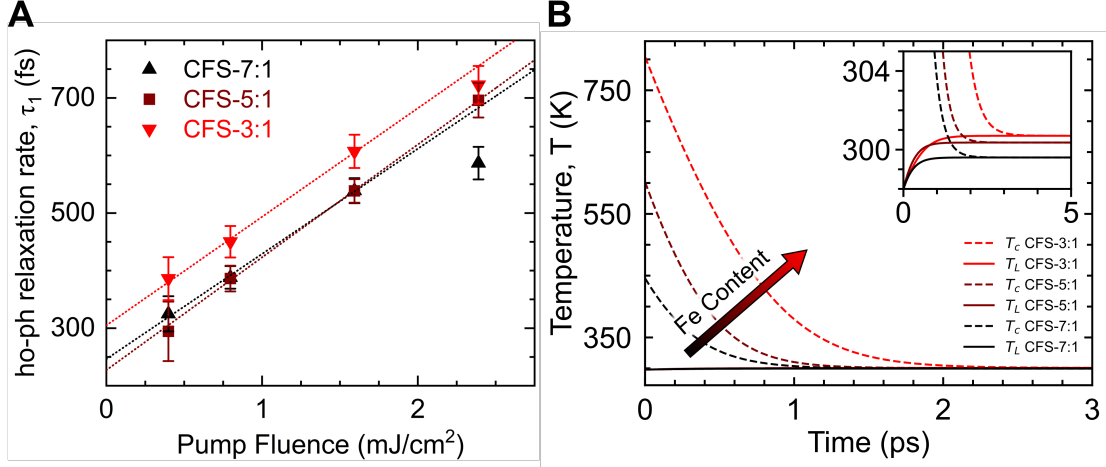 A
ho-ph relaxation rate, τ1 (fs)
700
500
300
0
1
2
Pump Fluence (mJ/cm2)
CFS-7:1
CFS-5:1
CFS-3:1
B
Temperature, T (K)
750
550
350
0
1
2
3
Time (ps)
Fe Content
304
300
0
5
Tc CFS-3:1
TL CFS-3:1
Tc CFS-5:1
TL CFS-5:1
Tc CFS-7:1
TL CFS-7:1